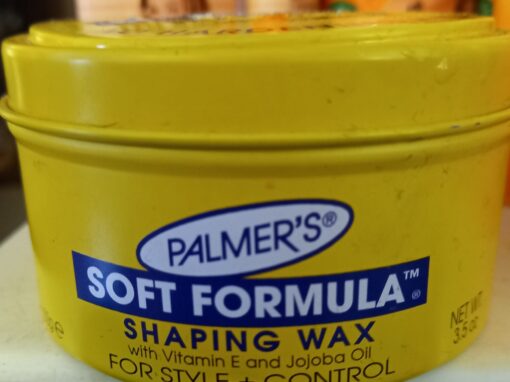 PALMER'S®
SOFT FORMULA™®
SHAPING WAX
with Vitamin E and Jojoba Oil
FOR STYLE + CONTROL
NET WT.
3.5 OZ